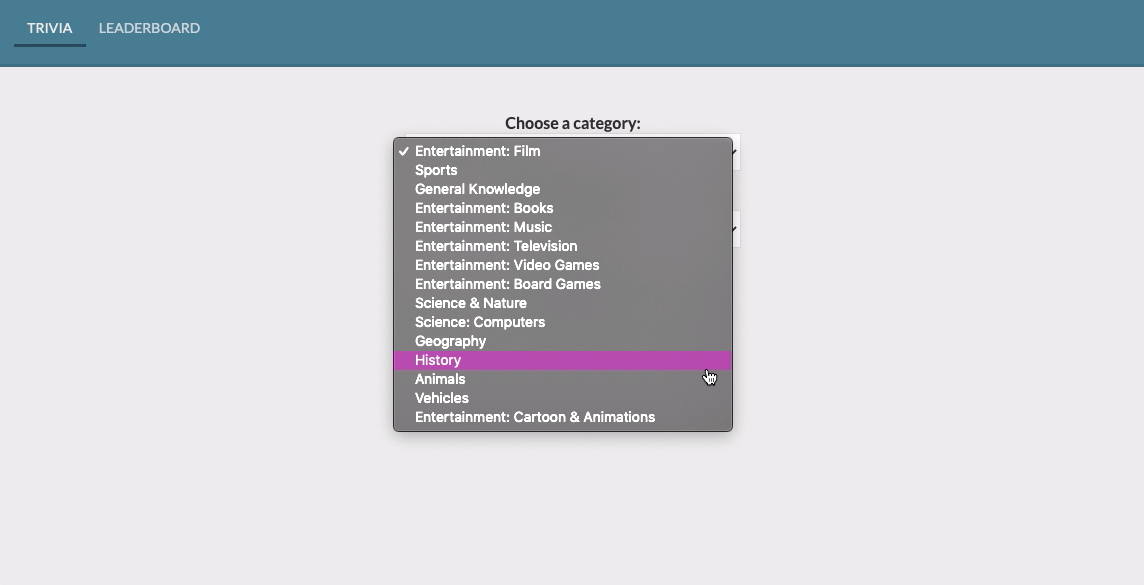 TRIVIA LEADERBOARD
Choose a category:
Entertainment: Film
Sports
General Knowledge
Entertainment: Books
Entertainment: Music
Entertainment: Television
Entertainment: Video Games
Entertainment: Board Games
Science & Nature
Science: Computers
Geography
History
Animals
Vehicles
Entertainment: Cartoon & Animations